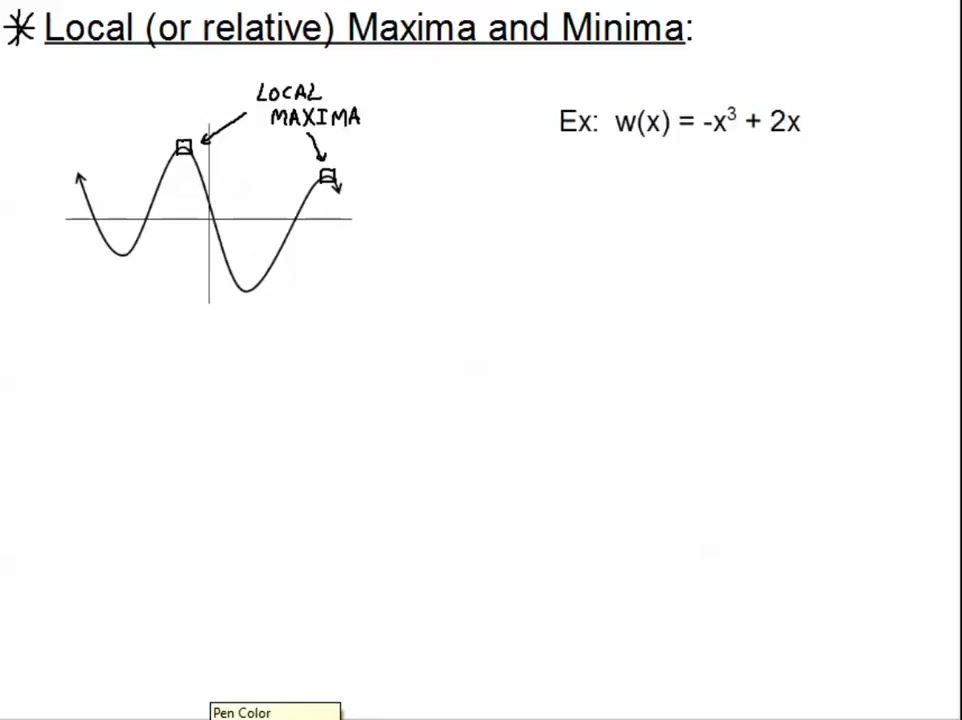 * Local (or relative) Maxima and Minima:
LOCAL
MAXIMA
Ex: w(x) = -x³ + 2x
Pen Color